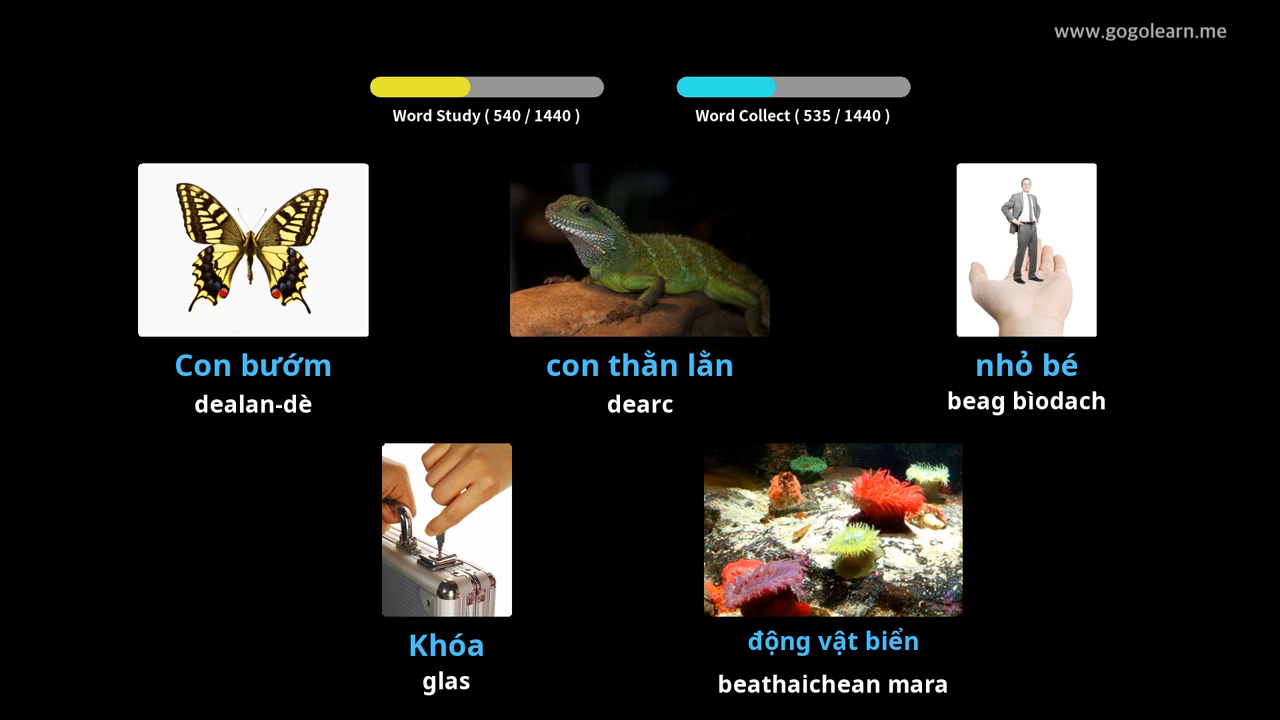 www.gogolearn.me
Word Study ( 540 / 1440 )
Word Collect ( 535 / 1440 )
Con bướm
dealan-dè
con thằn lằn
dearc
nhỏ bé
beag bìodach
Khóa
glas
động vật biển
beathaichean mara